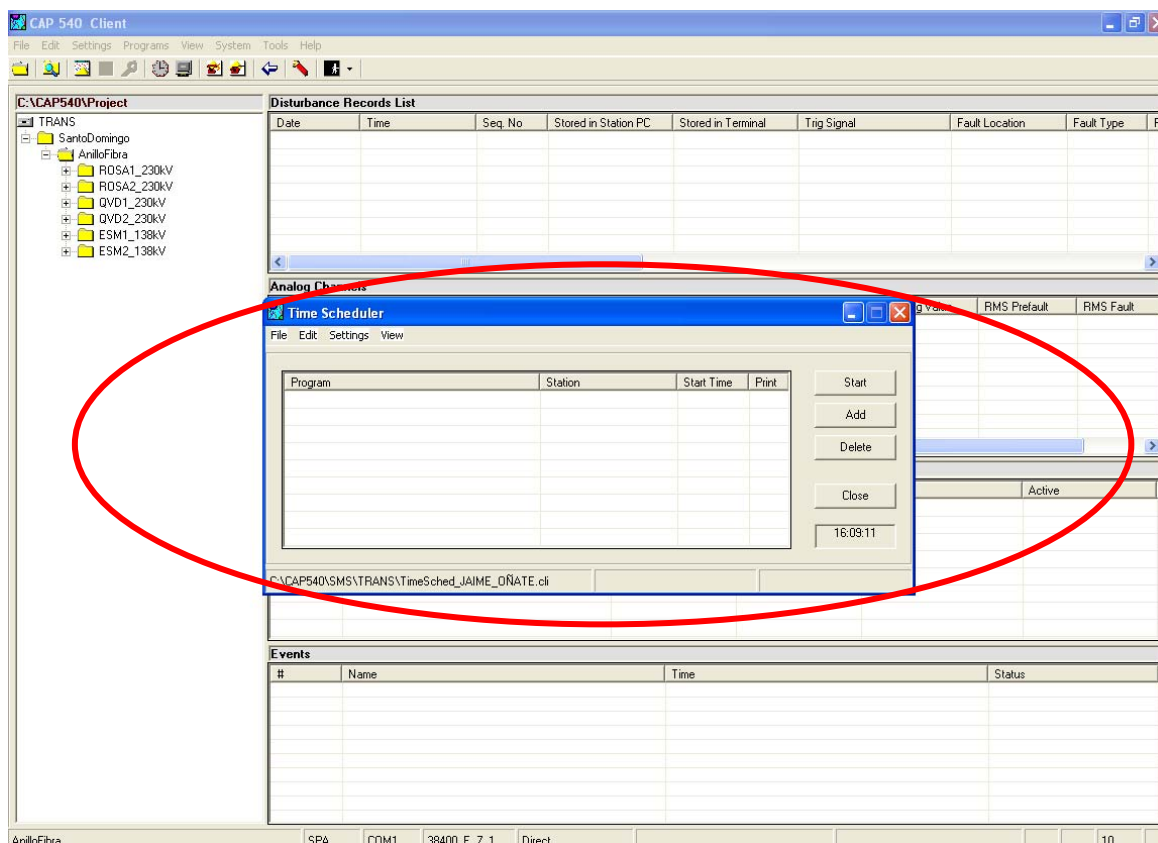 CAP 540 Client
File Edit Settings Programs View System Tools Help
C:\CAP540\Project
TRANS
SantoDomingo
AnilloFibra
ROSA1_230kV
ROSA2_230kV
QVD1_230kV
QVD2_230kV
ESM1_138kV
ESM2_138kV
Disturbance Records List
Date Time Seq. No Stored in Station PC Stored in Terminal Trig Signal Fault Location Fault Type
Analog Channels
RMS Prefault RMS Fault
Time Scheduler
File Edit Settings View
Program Station Start Time Print
Start
Add
Delete
Close
16:09:11
C:\CAP540\SMS\TRANS\TimeSched_JAIME_OÑATE.cli
Active
Events
# Name Time Status
AnilloFibra SPA COM1 38400 E 7 1 Direct 10